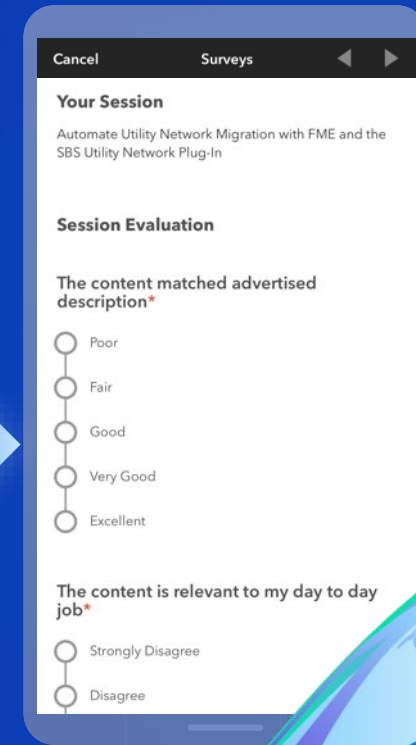 Cancel Surveys
Your Session
Automate Utility Network Migration with FME and the
SBS Utility Network Plug-In
Session Evaluation
The content matched advertised
description*
Poor
Fair
Good
Very Good
Excellent
The content is relevant to my day to day
job*
Strongly Disagree
Disagree